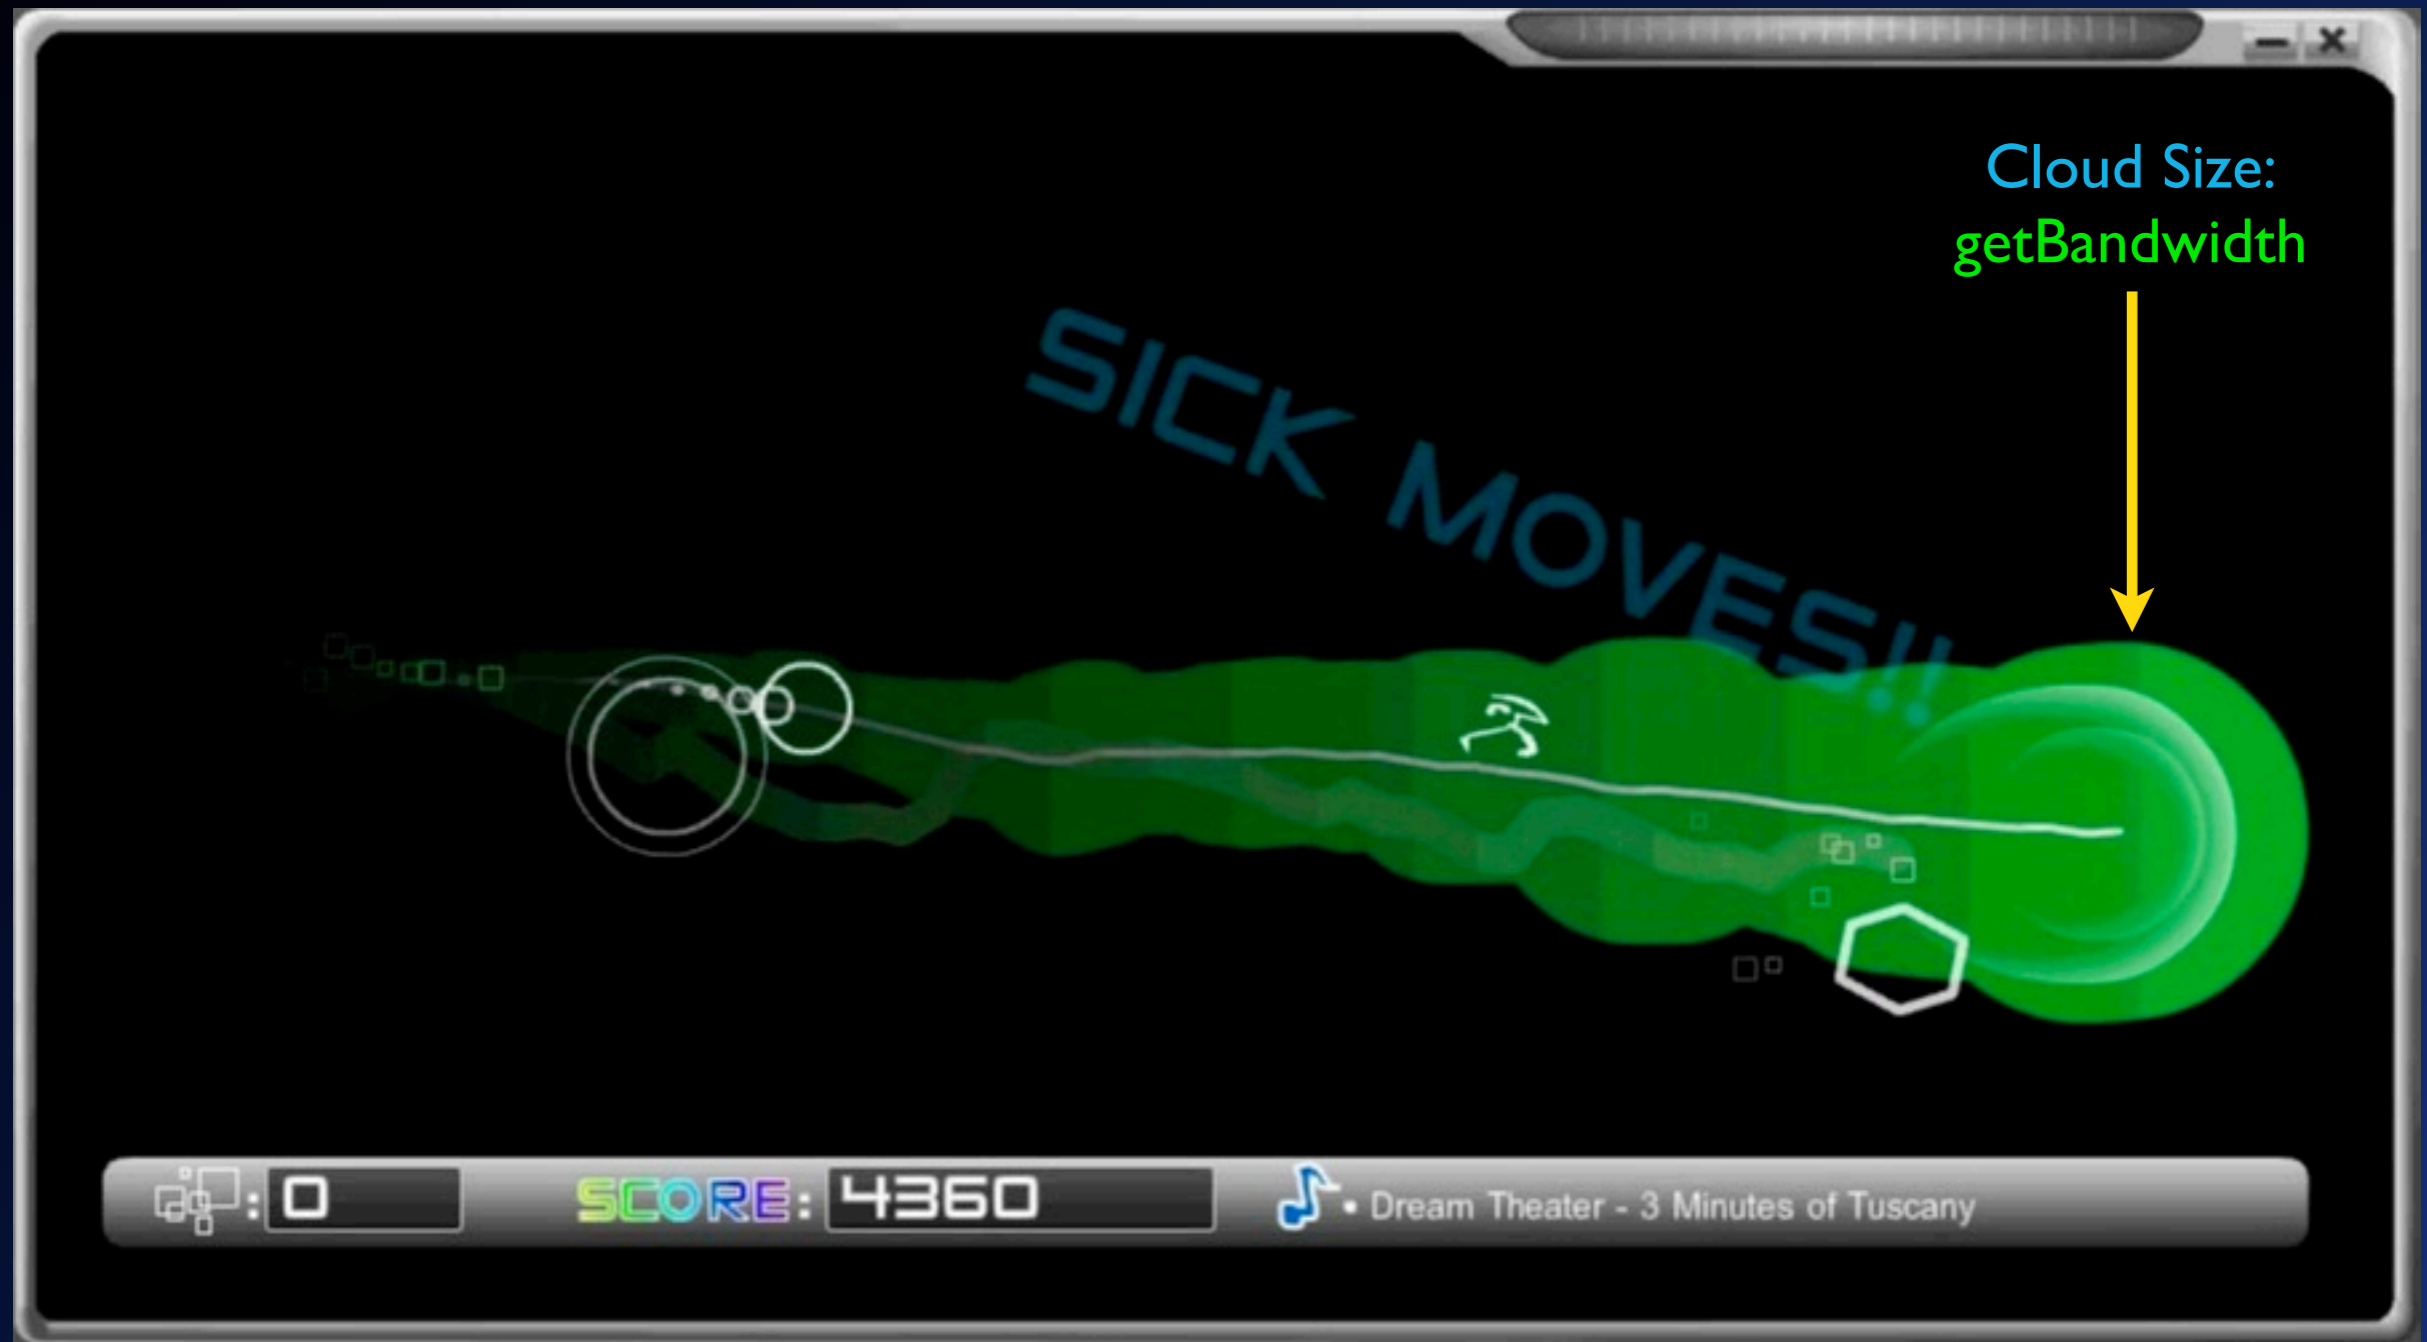 Cloud Size:
getBandwidth
SICK MOVES!!
: 0
SCORE: 4360
• Dream Theater - 3 Minutes of Tuscany